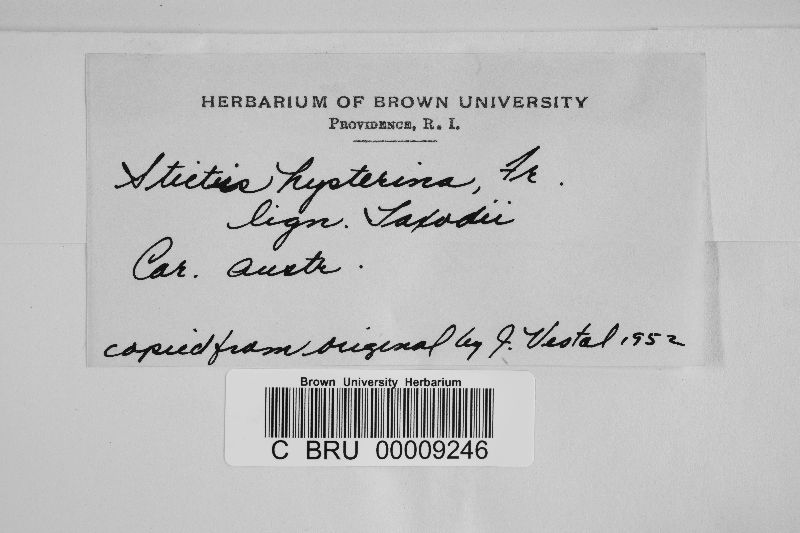 HERBARIUM OF BROWN UNIVERSITY
PROVIDENCE, R. I.
Stictis hysterina, Fr.
lign. Taxodii
Car. austr.
copied from original by J. Vestal 1952
Brown University Herbarium
C BRU 00009246